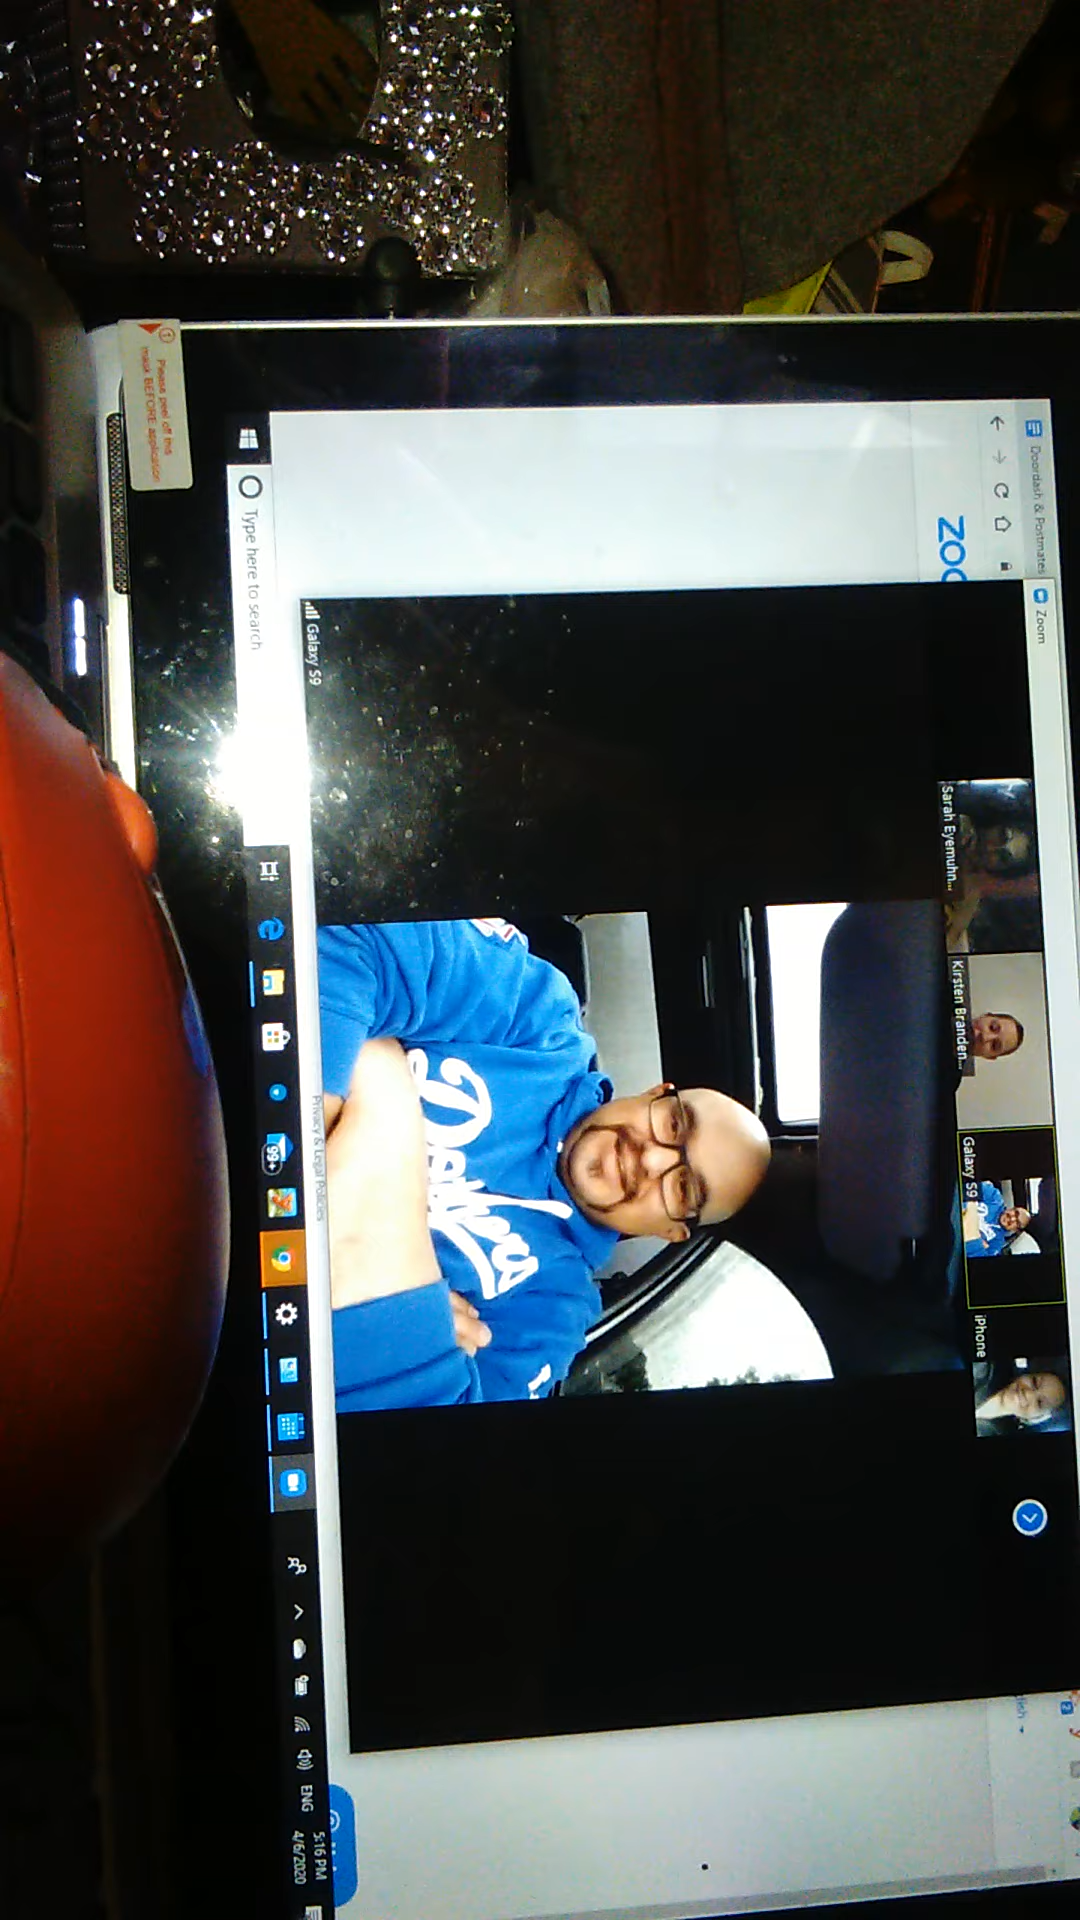 Doordash & Postmates
Zoom
Sarah Eyemuhn...
Kirsten Branden...
Galaxy S9
iPhone
Dodgers
Galaxy S9
Privacy & Legal Policies
Type here to search
99+
ENG
5:16 PM
4/6/2020
Please peel off this
mask BEFORE application